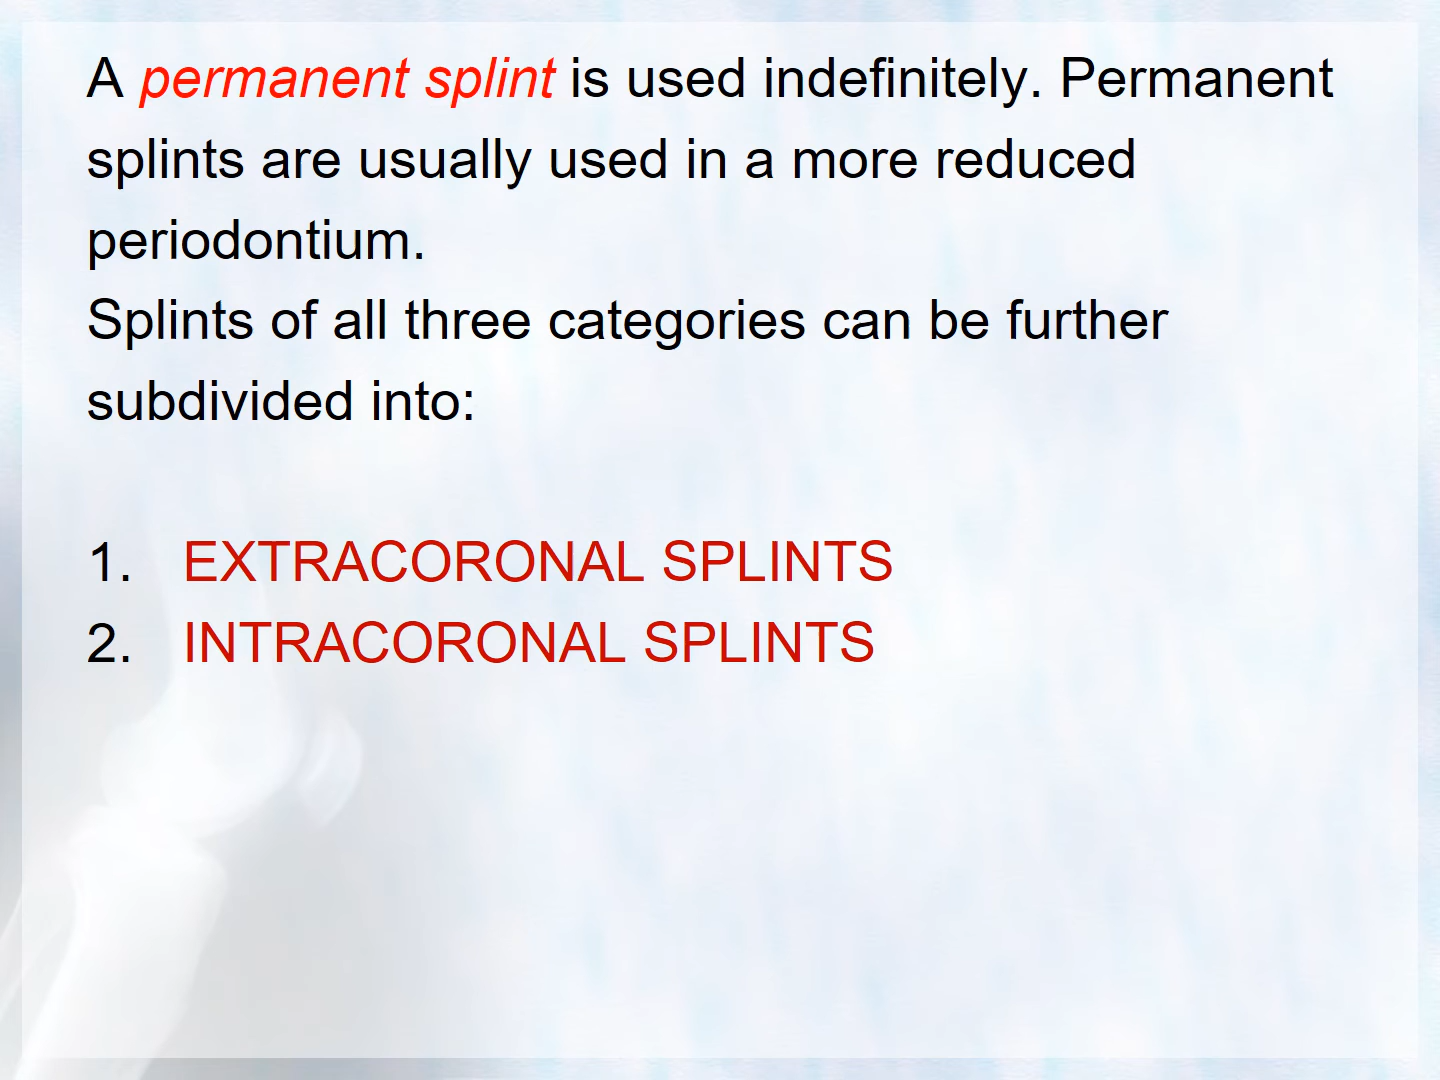 A permanent splint is used indefinitely. Permanent
splints are usually used in a more reduced
periodontium.
Splints of all three categories can be further
subdivided into:
1. EXTRACORONAL SPLINTS
2. INTRACORONAL SPLINTS